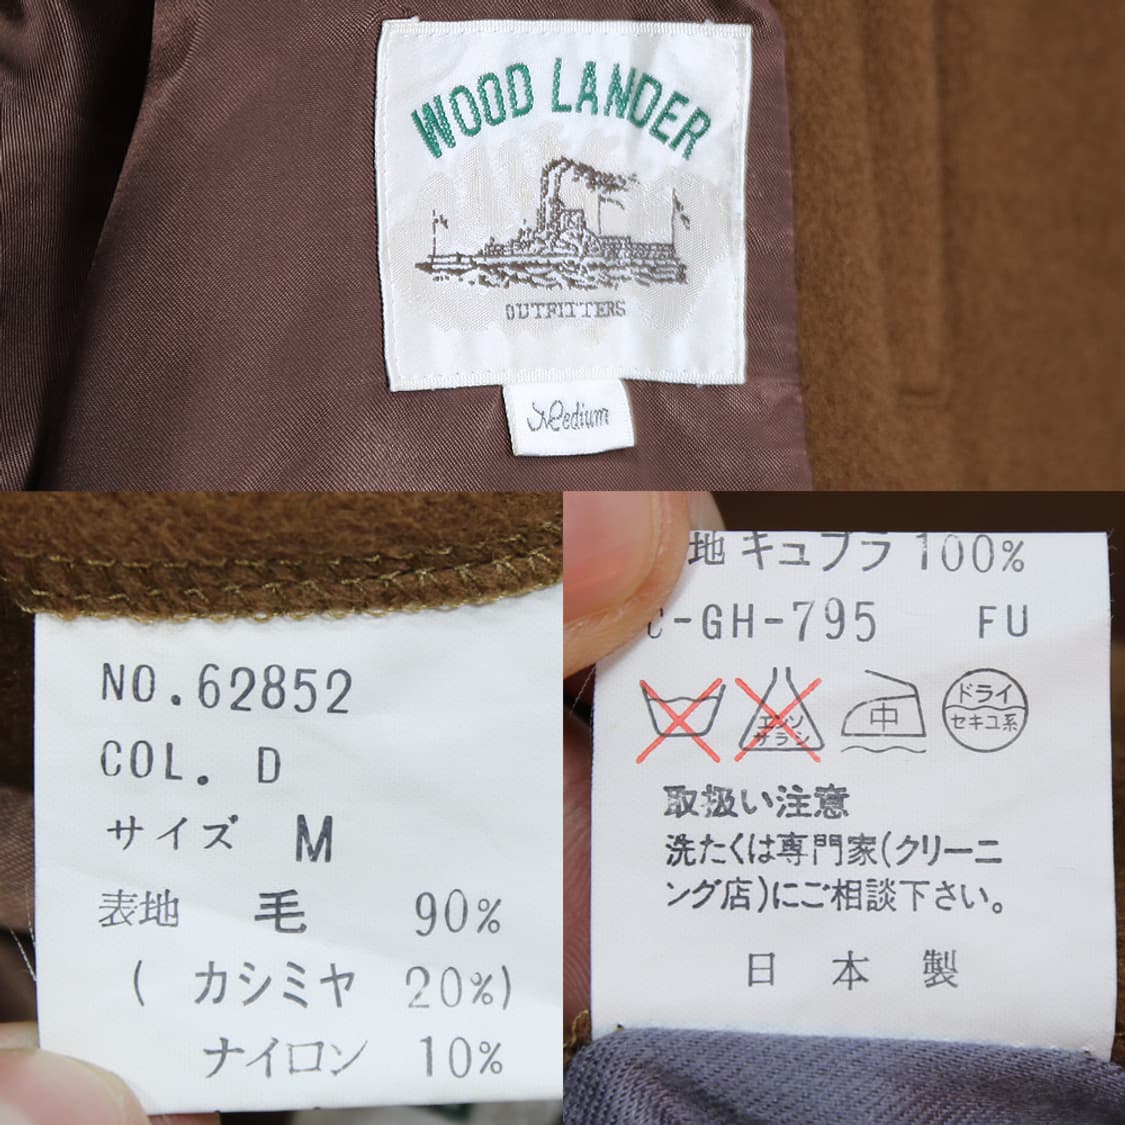 WOOD LANDER
OUTFITTERS
Medium
NO.62852
COL. D
サイズ M
表地 毛 90%
( カシミヤ 20%)
ナイロン 10%
地 キュプラ 100%
C-GH-795 FU
エンソ
サラシ
中
ドライ
セキユ系
取扱い注意
洗たくは専門家(クリーニ
ング店)にご相談下さい。
日本製